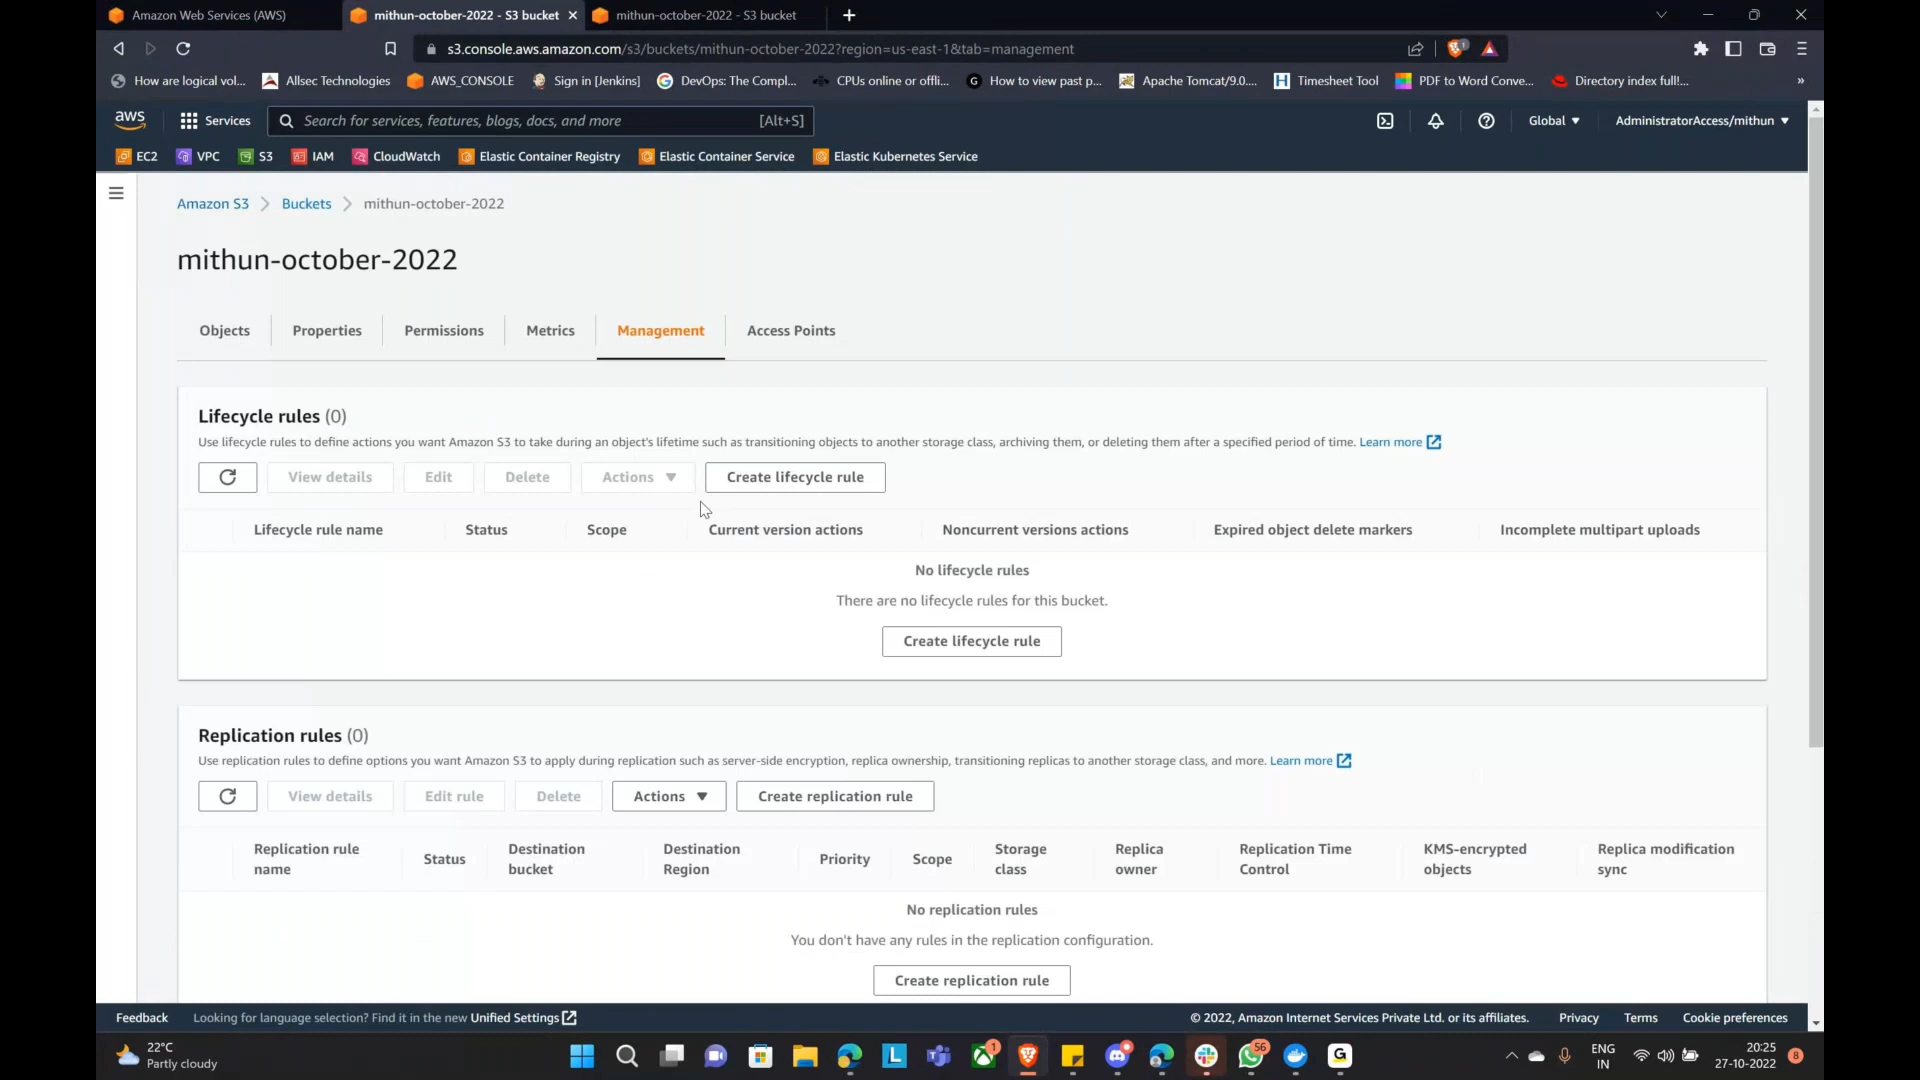 Amazon Web Services (AWS)
mithun-october-2022 - S3 bucket
mithun-october-2022 - S3 bucket
s3.console.aws.amazon.com/s3/buckets/mithun-october-2022?region=us-east-1&tab=management
How are logical vol...
Allsec Technologies
AWS_CONSOLE
Sign in [Jenkins]
DevOps: The Compl...
CPUs online or offli...
How to view past p...
Apache Tomcat/9.0....
Timesheet Tool
PDF to Word Conve...
Directory index full!...
aws
Services
Search for services, features, blogs, docs, and more
[Alt+S]
Global
AdministratorAccess/mithun
EC2
VPC
S3
IAM
CloudWatch
Elastic Container Registry
Elastic Container Service
Elastic Kubernetes Service
Amazon S3
Buckets
mithun-october-2022
mithun-october-2022
Objects
Properties
Permissions
Metrics
Management
Access Points
Lifecycle rules (0)
Use lifecycle rules to define actions you want Amazon S3 to take during an object's lifetime such as transitioning objects to another storage class, archiving them, or deleting them after a specified period of time. Learn more
View details
Edit
Delete
Actions
Create lifecycle rule
Lifecycle rule name
Status
Scope
Current version actions
Noncurrent versions actions
Expired object delete markers
Incomplete multipart uploads
No lifecycle rules
There are no lifecycle rules for this bucket.
Create lifecycle rule
Replication rules (0)
Use replication rules to define options you want Amazon S3 to apply during replication such as server-side encryption, replica ownership, transitioning replicas to another storage class, and more. Learn more
View details
Edit rule
Delete
Actions
Create replication rule
Replication rule
name
Status
Destination
bucket
Destination
Region
Priority
Scope
Storage
class
Replica
owner
Replication Time
Control
KMS-encrypted
objects
Replica modification
sync
No replication rules
You don't have any rules in the replication configuration.
Create replication rule
Feedback
Looking for language selection? Find it in the new Unified Settings
© 2022, Amazon Internet Services Private Ltd. or its affiliates.
Privacy
Terms
Cookie preferences
22°C
Partly cloudy
L
1
56
G
ENG
IN
20:25
27-10-2022
8